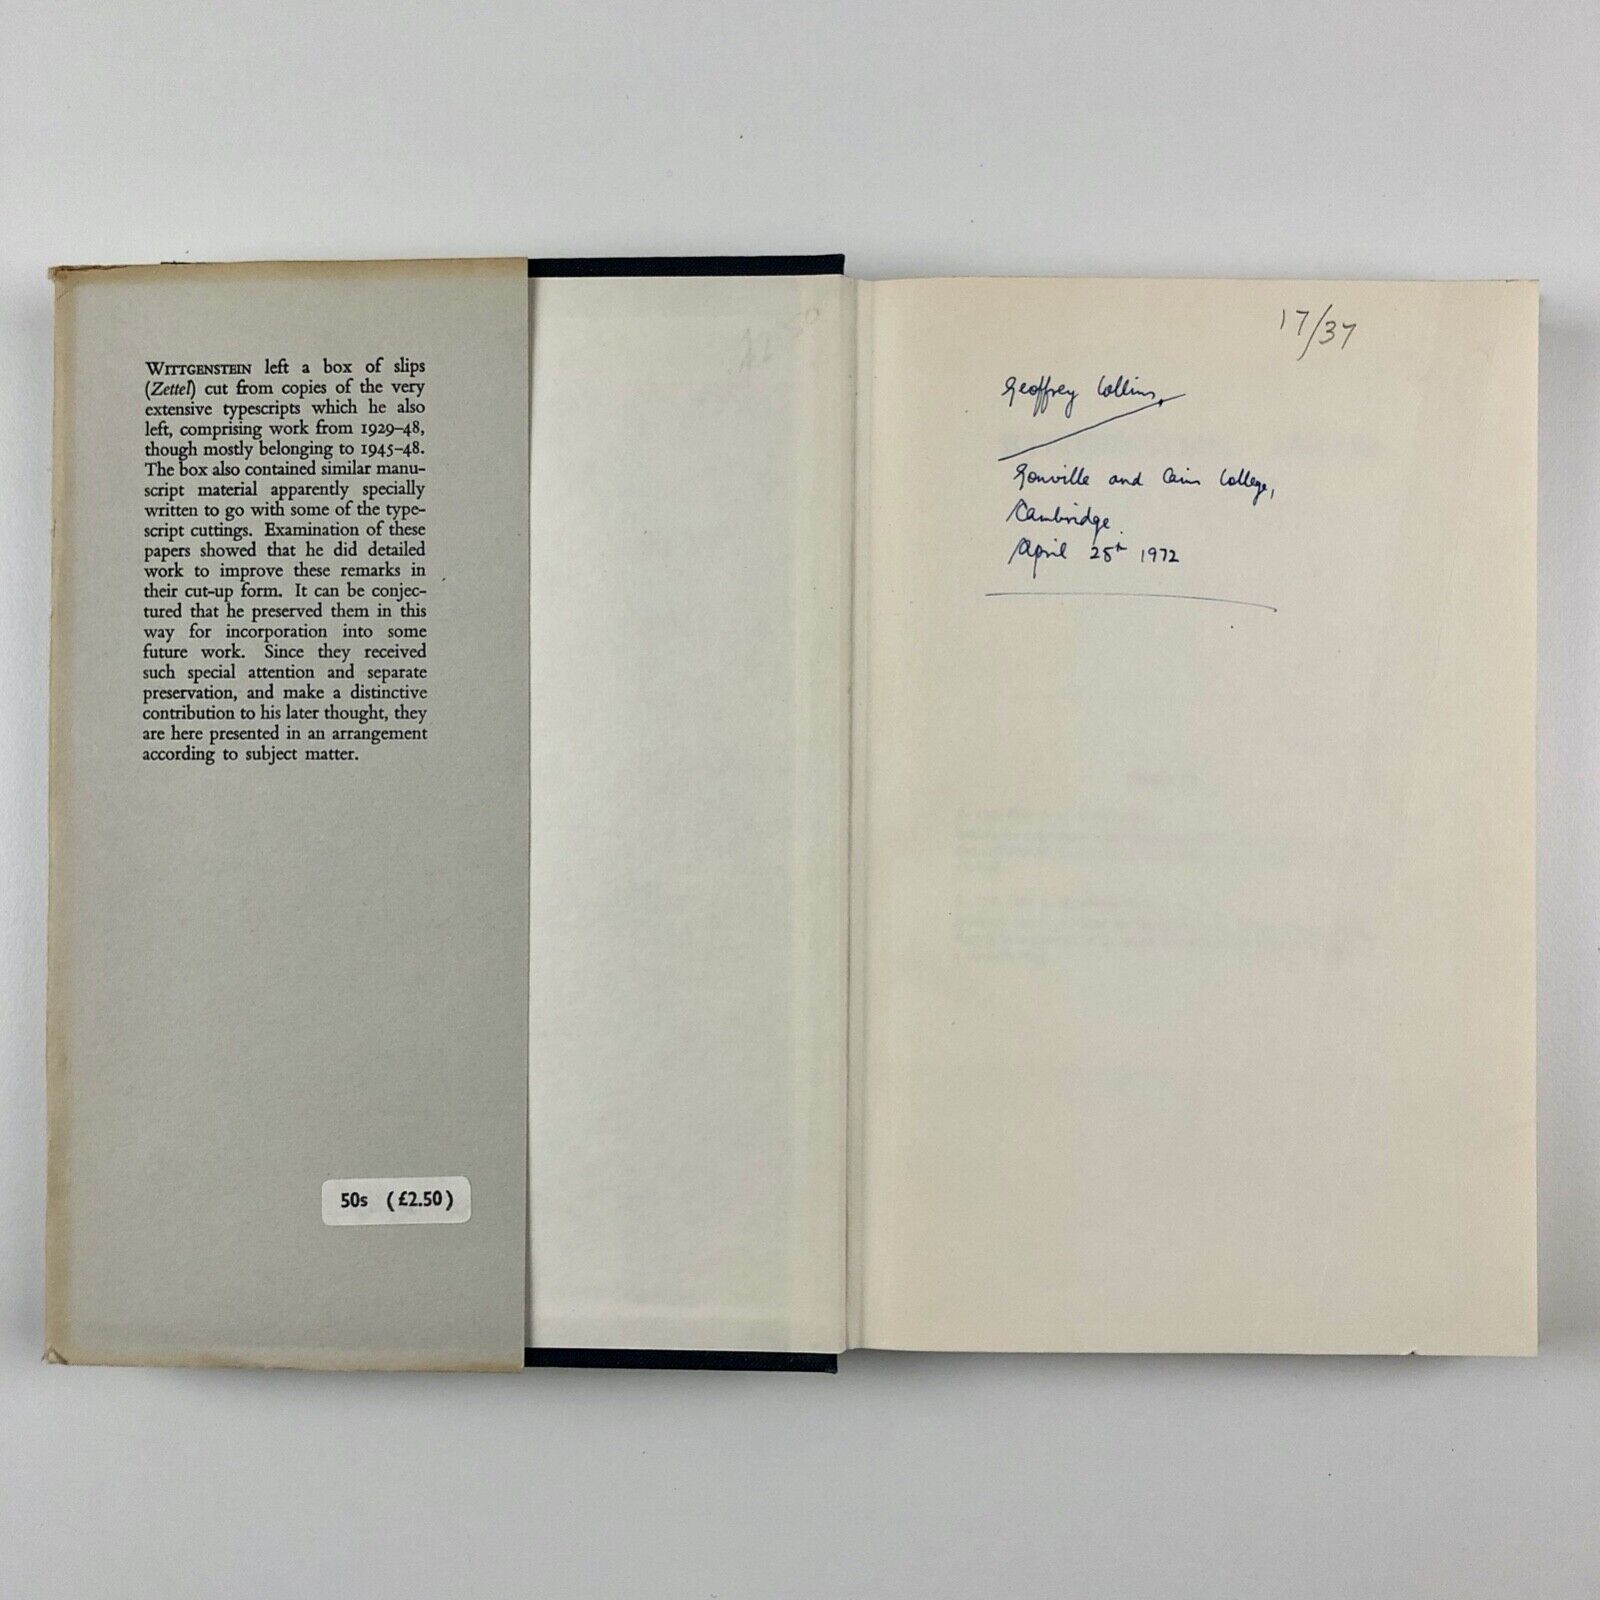 WITTGENSTEIN left a box of slips
(Zettel) cut from copies of the very
extensive typescripts which he also
left, comprising work from 1929–48,
though mostly belonging to 1945–48.
The box also contained similar manu-
script material apparently specially
written to go with some of the type-
script cuttings. Examination of these
papers showed that he did detailed
work to improve these remarks in
their cut-up form. It can be conjec-
tured that he preserved them in this
way for incorporation into some
future work. Since they received
such special attention and separate
preservation, and make a distinctive
contribution to his later thought, they
are here presented in an arrangement
according to subject matter.
50s (£2.50)
£2.50
17/37
Geoffrey Collins,
Gonville and Caius College,
Cambridge.
April 28th 1972